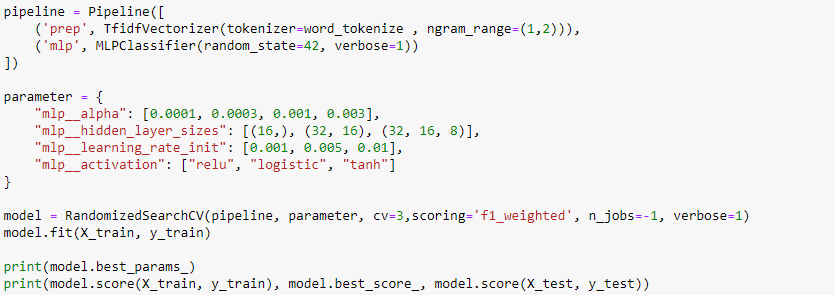 pipeline = Pipeline([
    ('prep', TfidfVectorizer(tokenizer=word_tokenize , ngram_range=(1,2))),
    ('mlp', MLPClassifier(random_state=42, verbose=1))
])
parameter = {
    "mlp__alpha": [0.0001, 0.0003, 0.001, 0.003],
    "mlp__hidden_layer_sizes": [(16,), (32, 16), (32, 16, 8)],
    "mlp__learning_rate_init": [0.001, 0.005, 0.01],
    "mlp__activation": ["relu", "logistic", "tanh"]
}
model = RandomizedSearchCV(pipeline, parameter, cv=3,scoring='f1_weighted', n_jobs=-1, verbose=1)
model.fit(X_train, y_train)
print(model.best_params_)
print(model.score(X_train, y_train), model.best_score_, model.score(X_test, y_test))